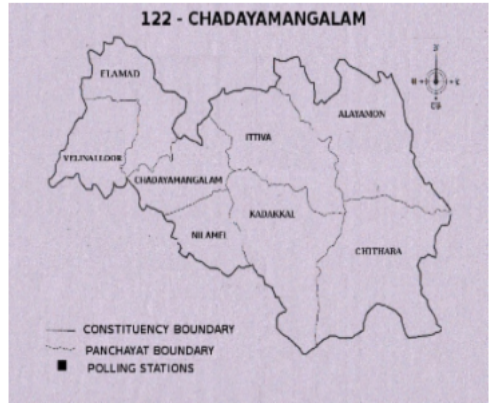 122 - CHADAYAMANGALAM
ELAMAD
ALAYAMON
ITTIVA
VELINALLOOR
CHADAYAMANGALAM
KADAKKAL
NILAMEL
CHITHARA
CONSTITUENCY BOUNDARY
PANCHAYAT BOUNDARY
POLLING STATIONS